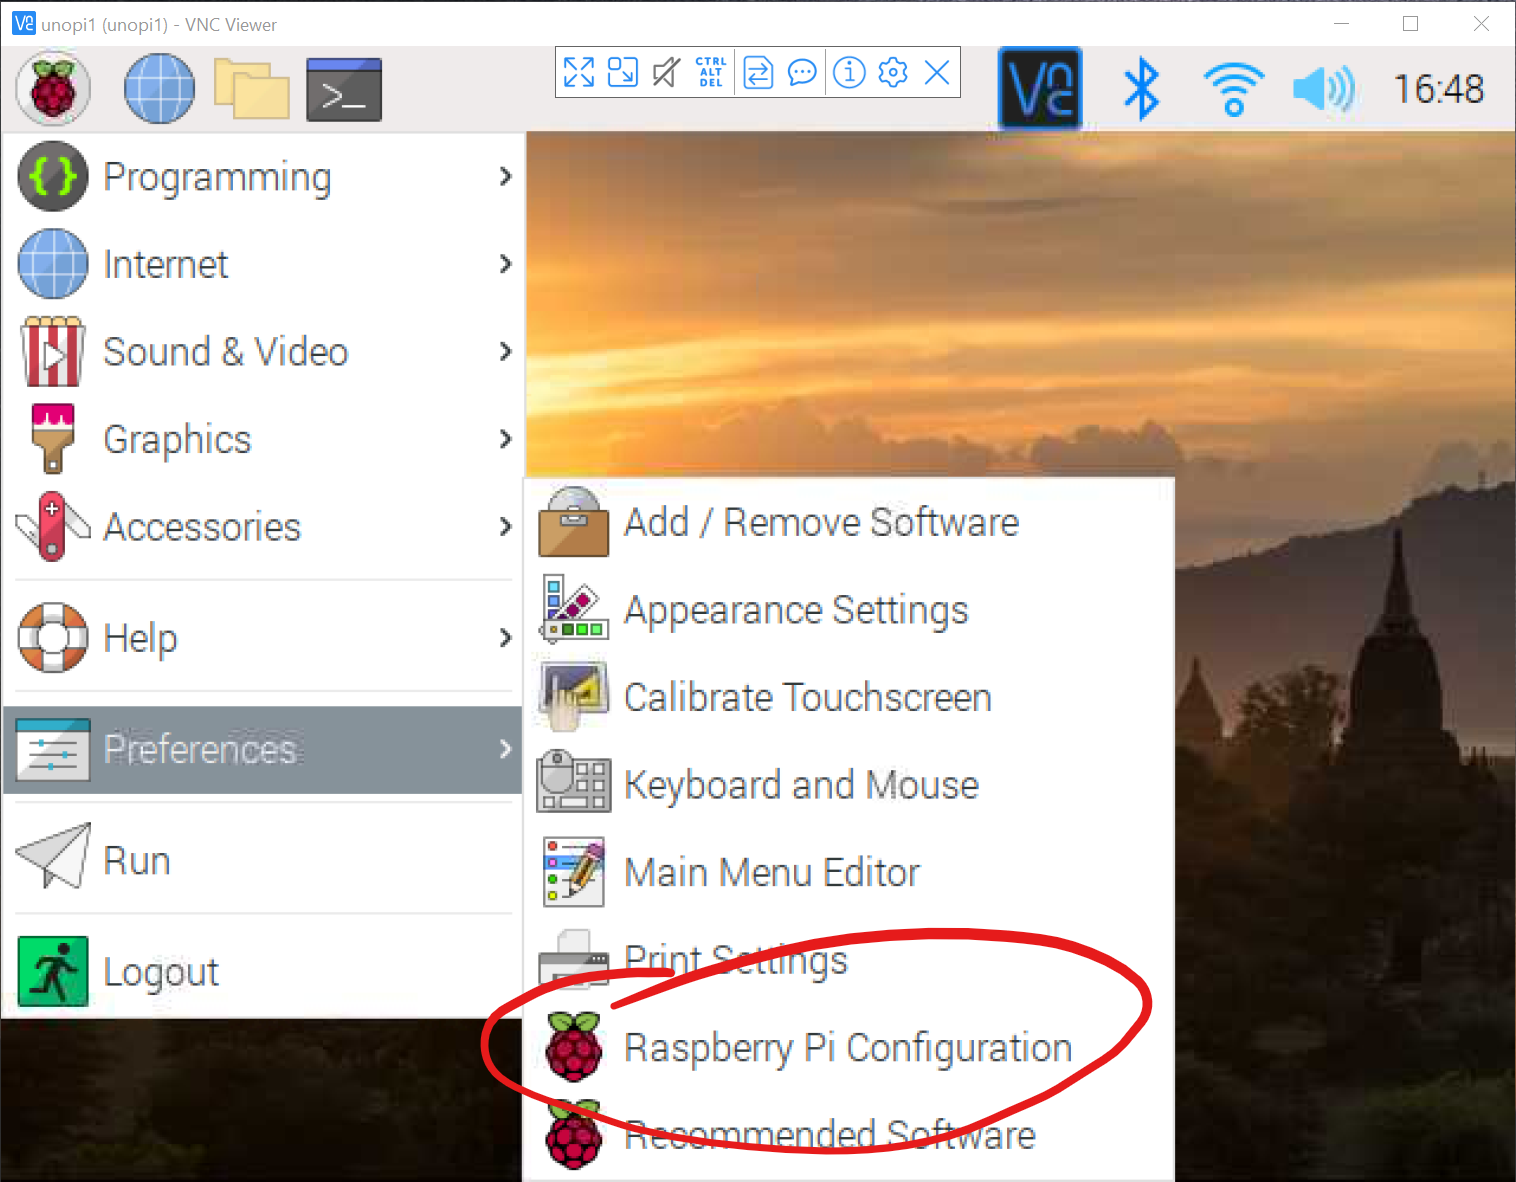 unopi1 (unopi1) - VNC Viewer
CTRL
ALT
DEL
16:48
Programming
Internet
Sound & Video
Graphics
Accessories
Help
Preferences
Run
Logout
Add / Remove Software
Appearance Settings
Calibrate Touchscreen
Keyboard and Mouse
Main Menu Editor
Print Settings
Raspberry Pi Configuration
Recommended Software